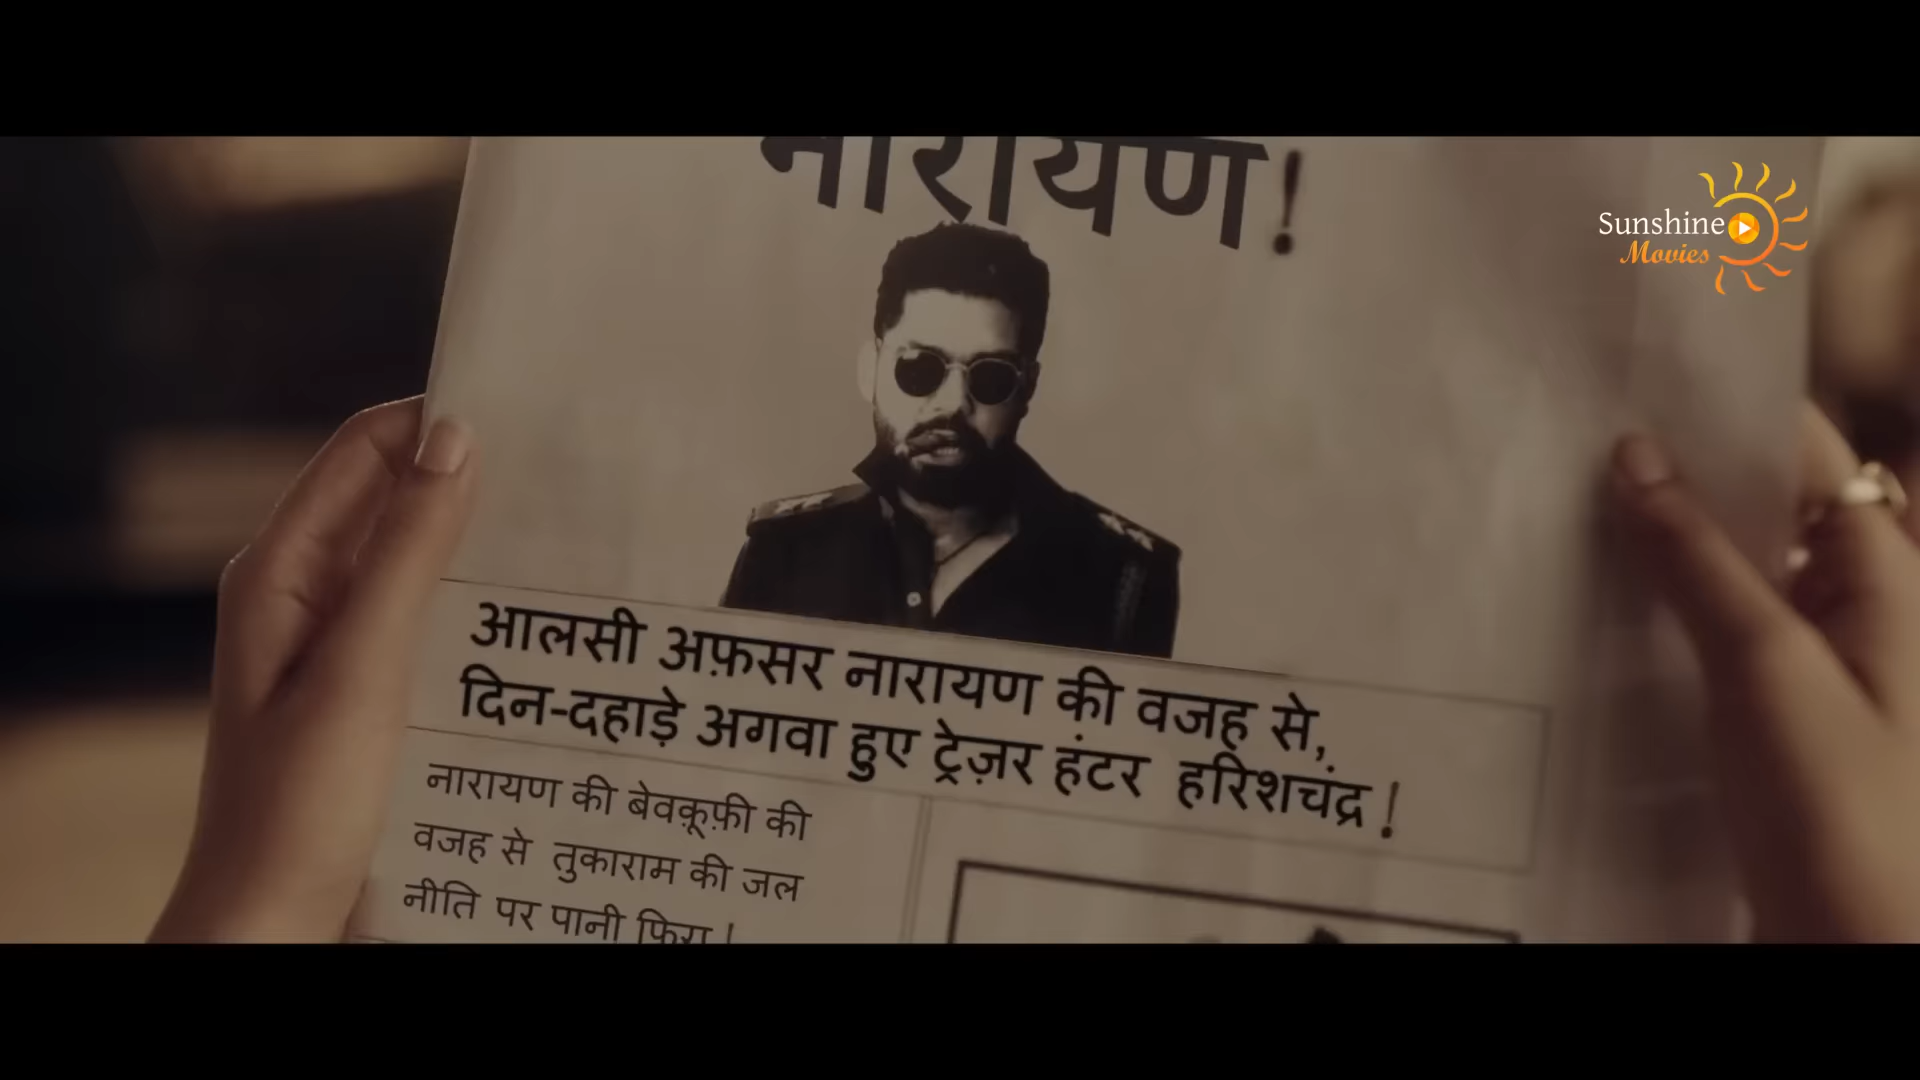 नारायण!
Sunshine
Movies
आलसी अफ़सर नारायण की वजह से,
दिन-दहाड़े अगवा हुए ट्रेज़र हंटर हरिशचंद्र!
नारायण की बेवक़ूफ़ी की
वजह से तुकाराम की जल
नीति पर पानी फिरा!